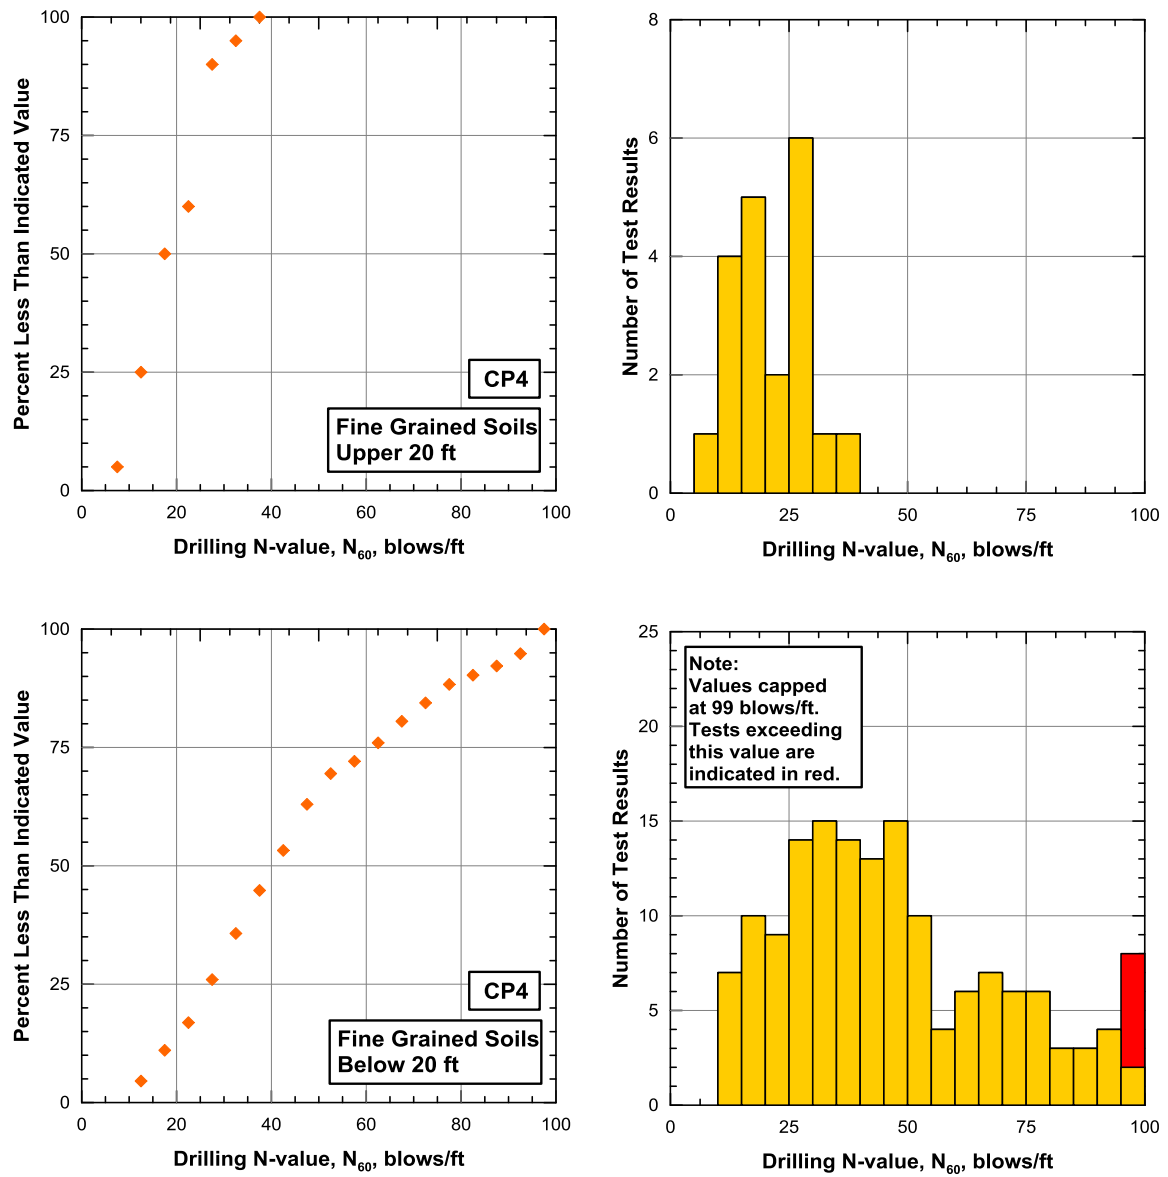 100
75
50
25
0
Percent Less Than Indicated Value
CP4
Fine Grained Soils
Upper 20 ft
0 20 40 60 80 100
Drilling N-value, N60, blows/ft
8
6
4
2
0
Number of Test Results
0 25 50 75 100
Drilling N-value, N60, blows/ft
100
75
50
25
0
Percent Less Than Indicated Value
CP4
Fine Grained Soils
Below 20 ft
0 20 40 60 80 100
Drilling N-value, N60, blows/ft
25
20
15
10
5
0
Number of Test Results
Note:
Values capped
at 99 blows/ft.
Tests exceeding
this value are
indicated in red.
0 25 50 75 100
Drilling N-value, N60, blows/ft